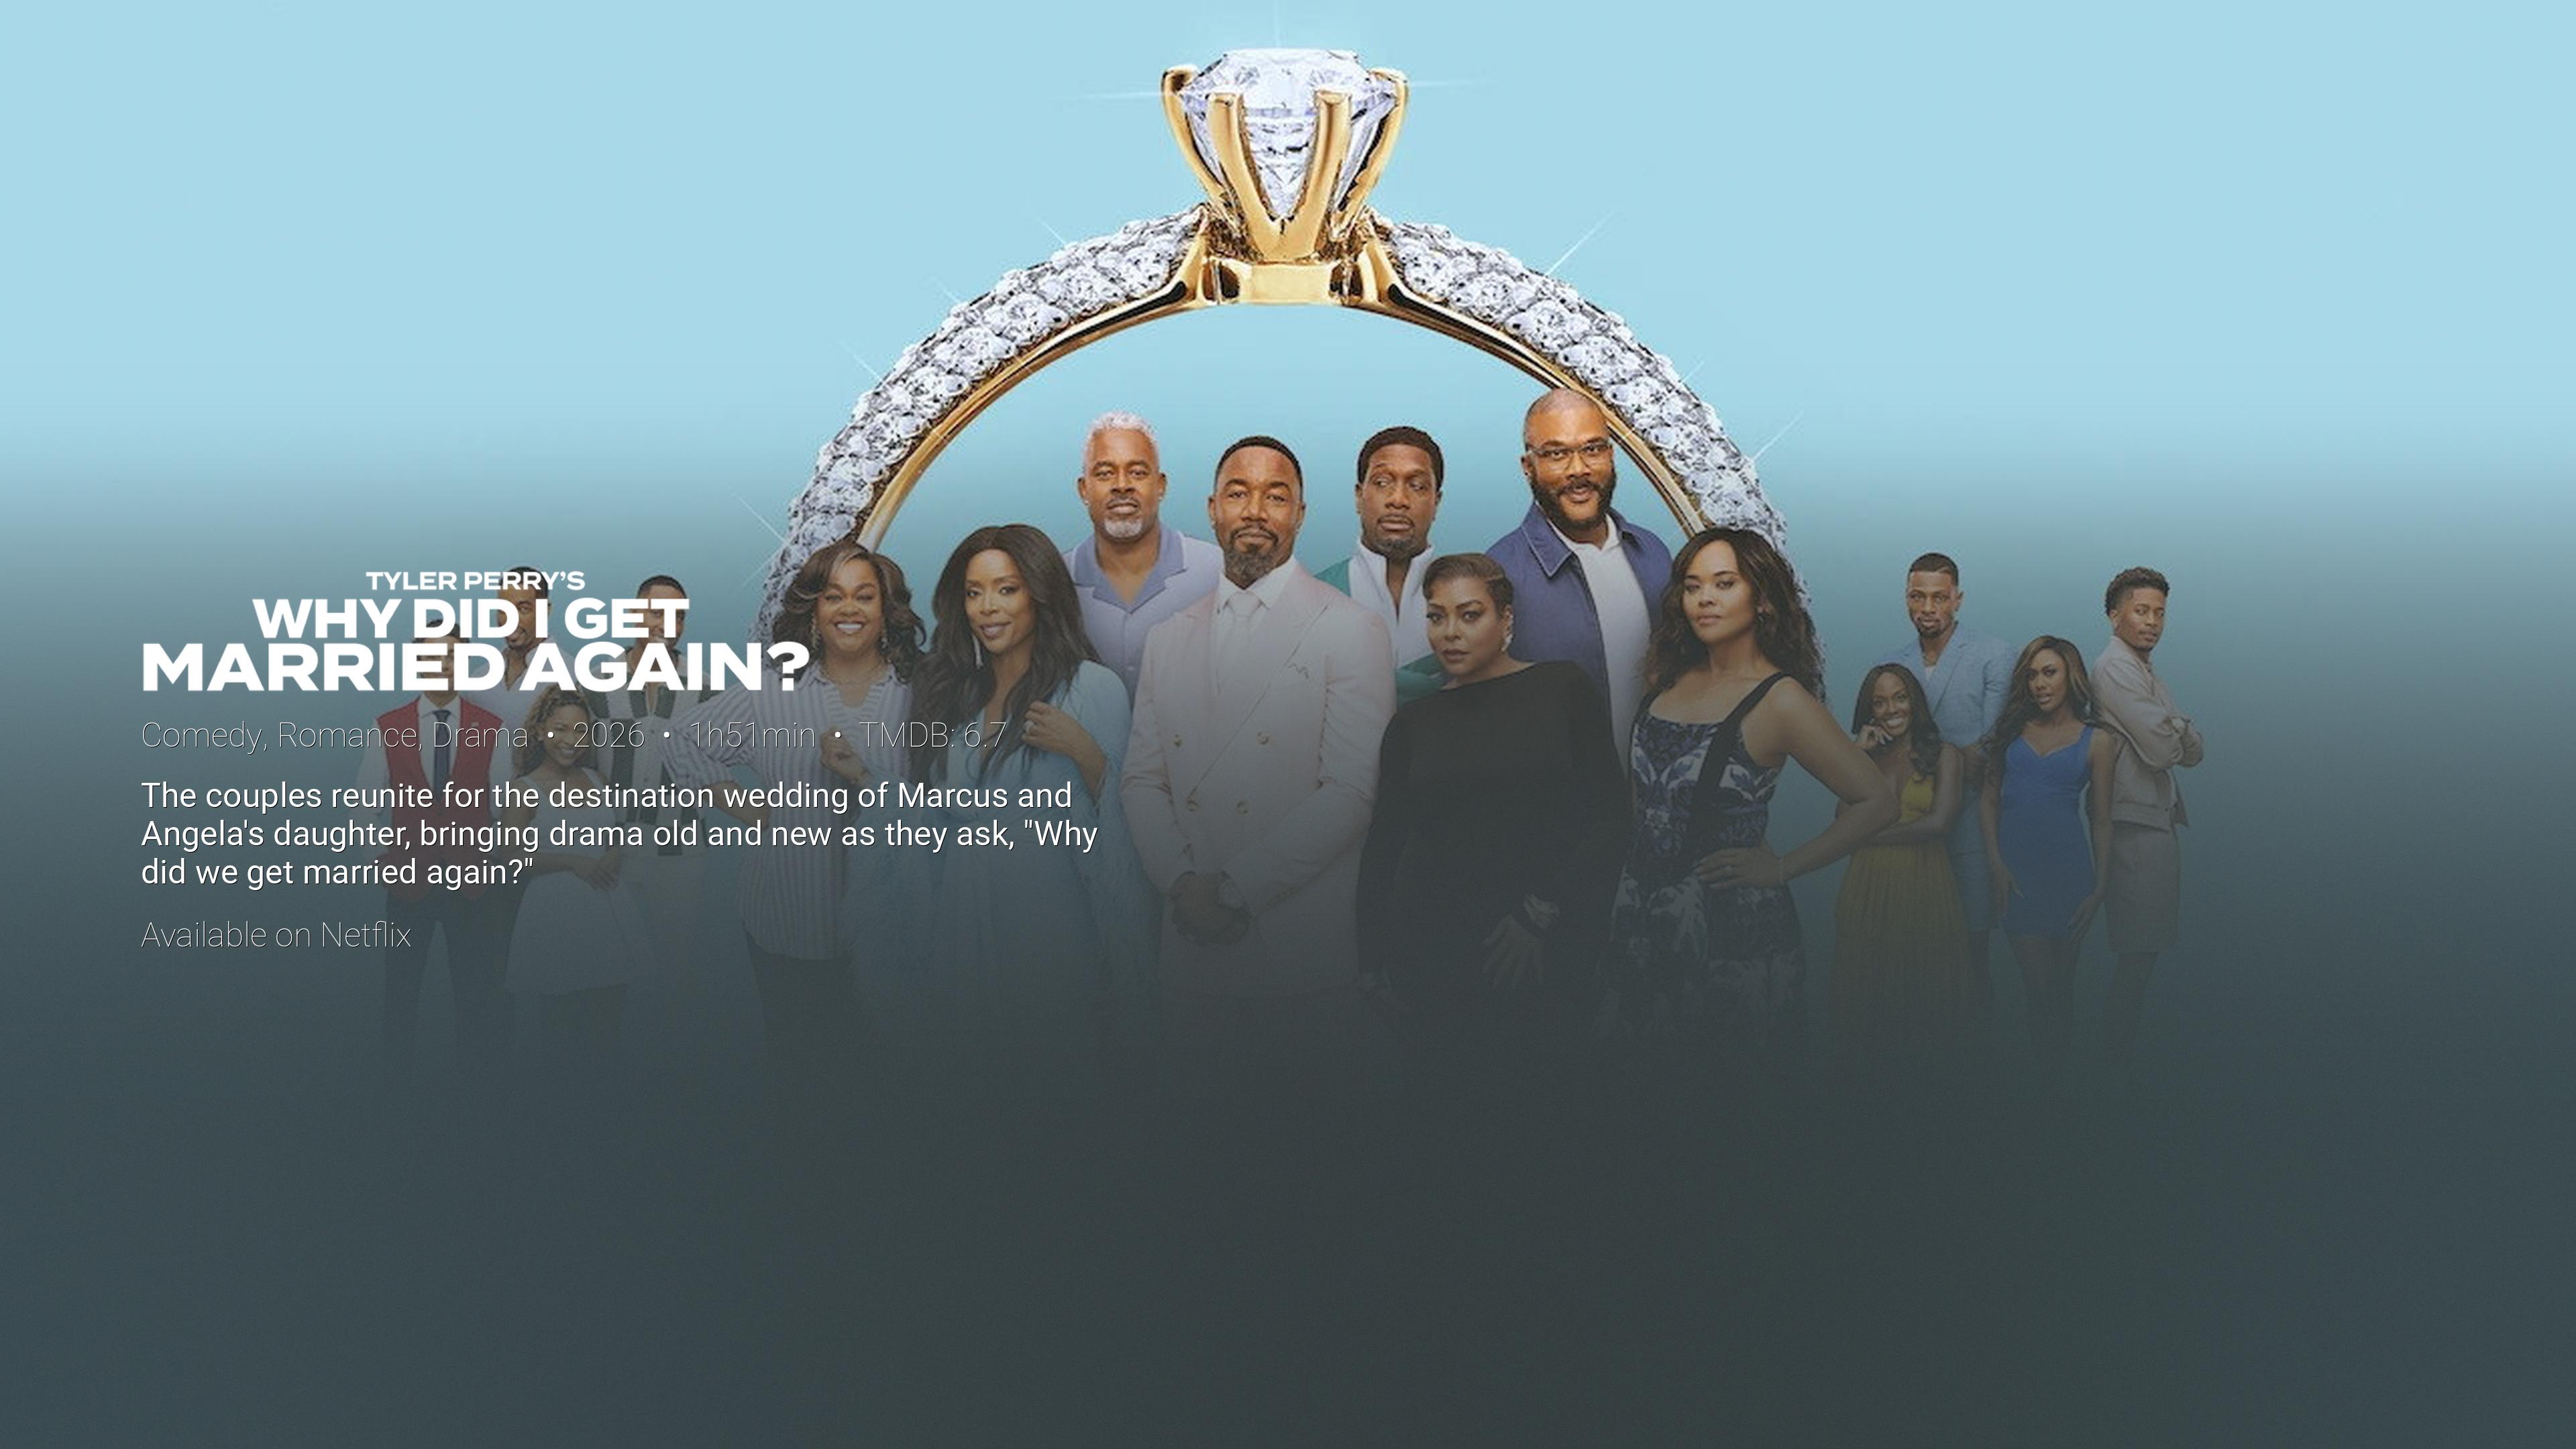 TYLER PERRY'S
WHY DID I GET
MARRIED AGAIN?
Comedy, Romance, Drama • 2026 • 1h51min • TMDB: 6.7
The couples reunite for the destination wedding of Marcus and
Angela's daughter, bringing drama old and new as they ask, "Why
did we get married again?"
Available on Netflix